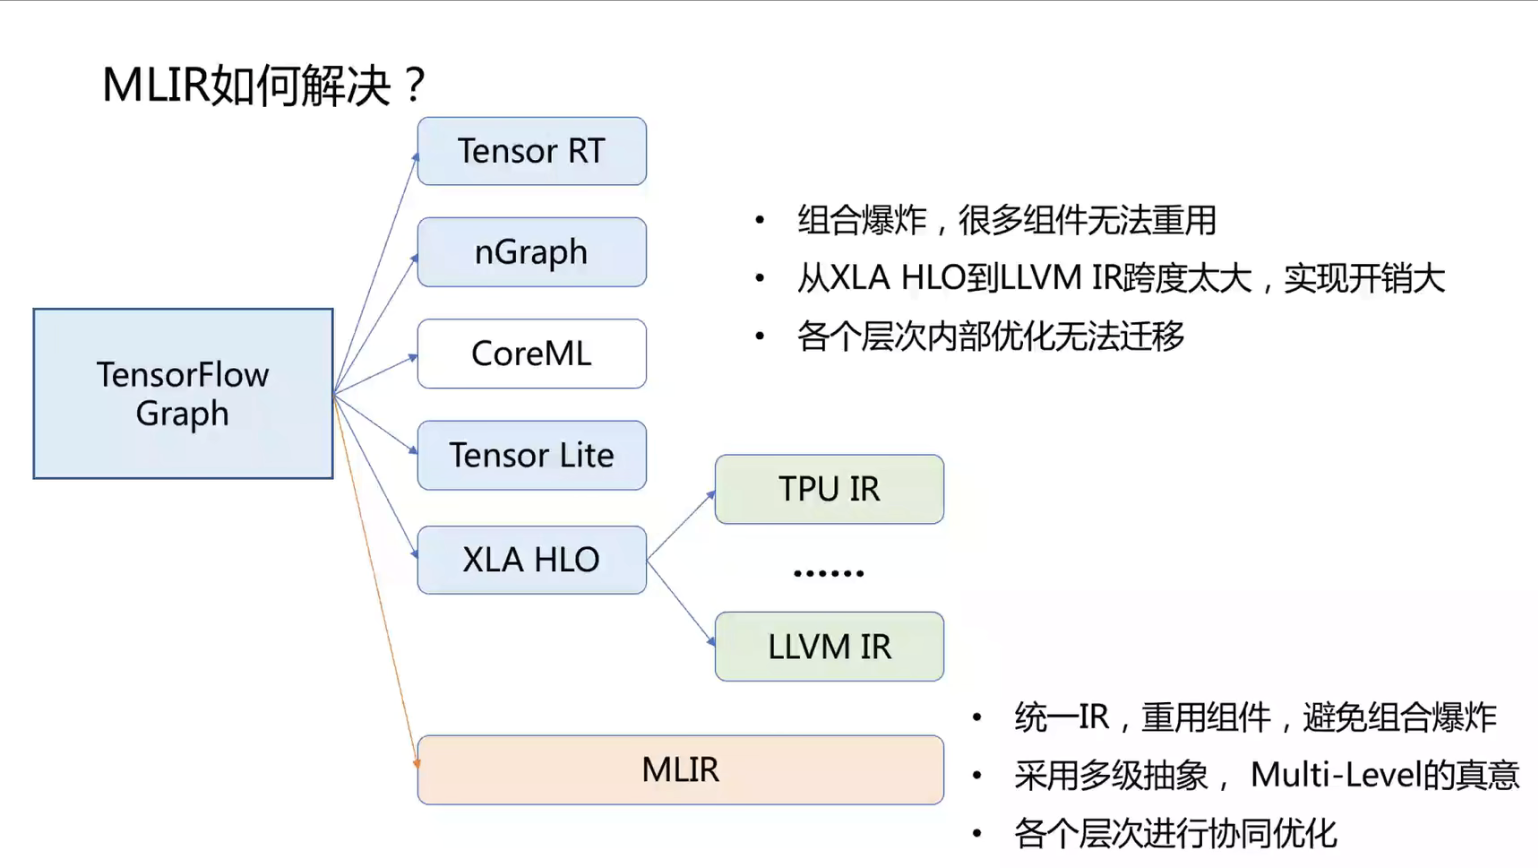 MLIR如何解决？
Tensor RT
nGraph
CoreML
Tensor Lite
XLA HLO
TensorFlow
Graph
• 组合爆炸，很多组件无法重用
• 从XLA HLO到LLVM IR跨度太大，实现开销大
• 各个层次内部优化无法迁移
TPU IR
......
LLVM IR
MLIR
• 统一IR，重用组件，避免组合爆炸
• 采用多级抽象， Multi-Level的真意
• 各个层次进行协同优化